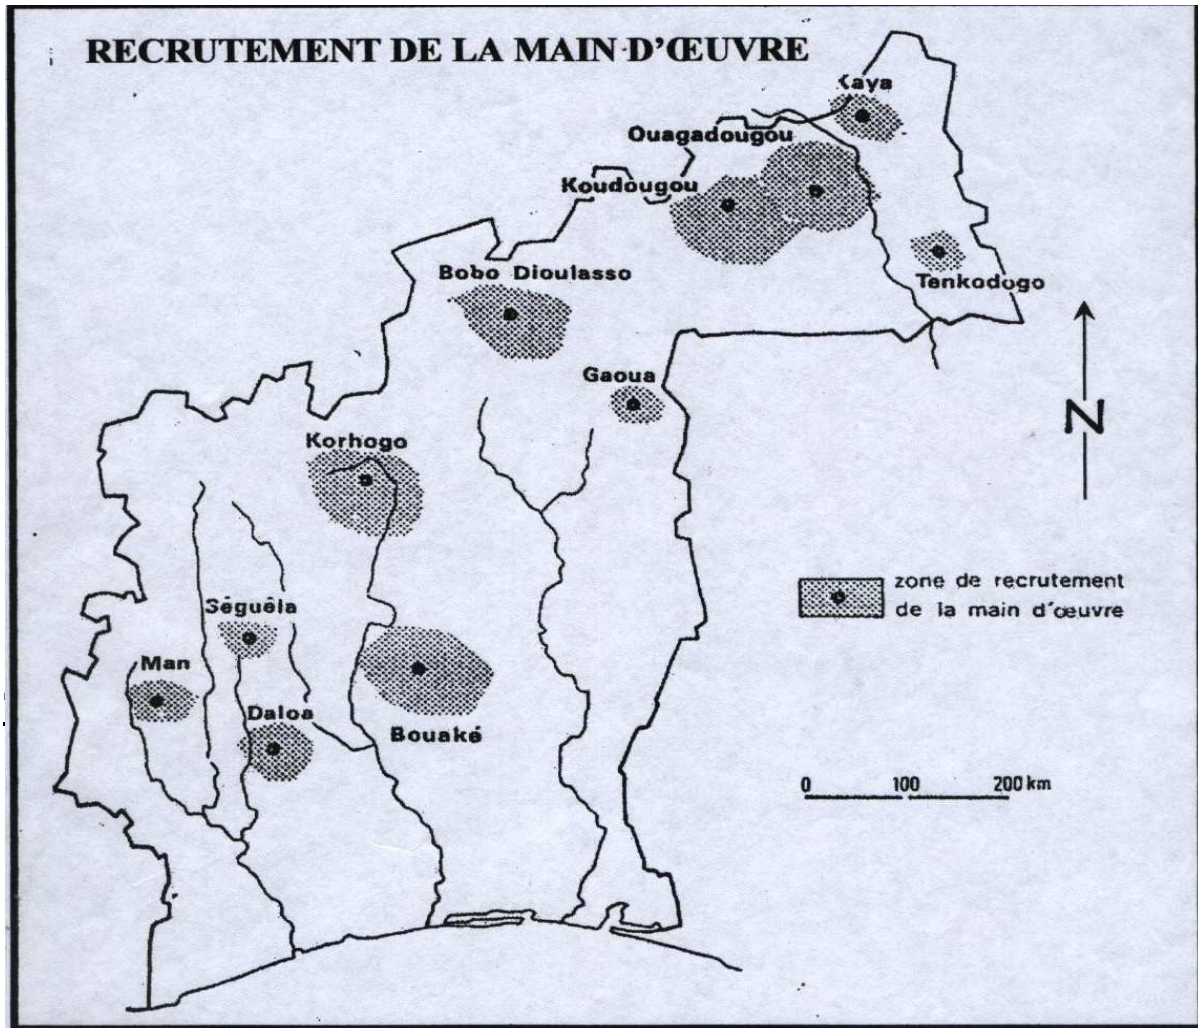 RECRUTEMENT DE LA MAIN-D'ŒUVRE
Kaya
Ouagadougou
Koudougou
Bobo Dioulasso
Tenkodogo
Gaoua
Korhogo
N
zone de recrutement
de la main d'œuvre
Séguéla
Man
Daloa
Bouaké
0 100 200 km